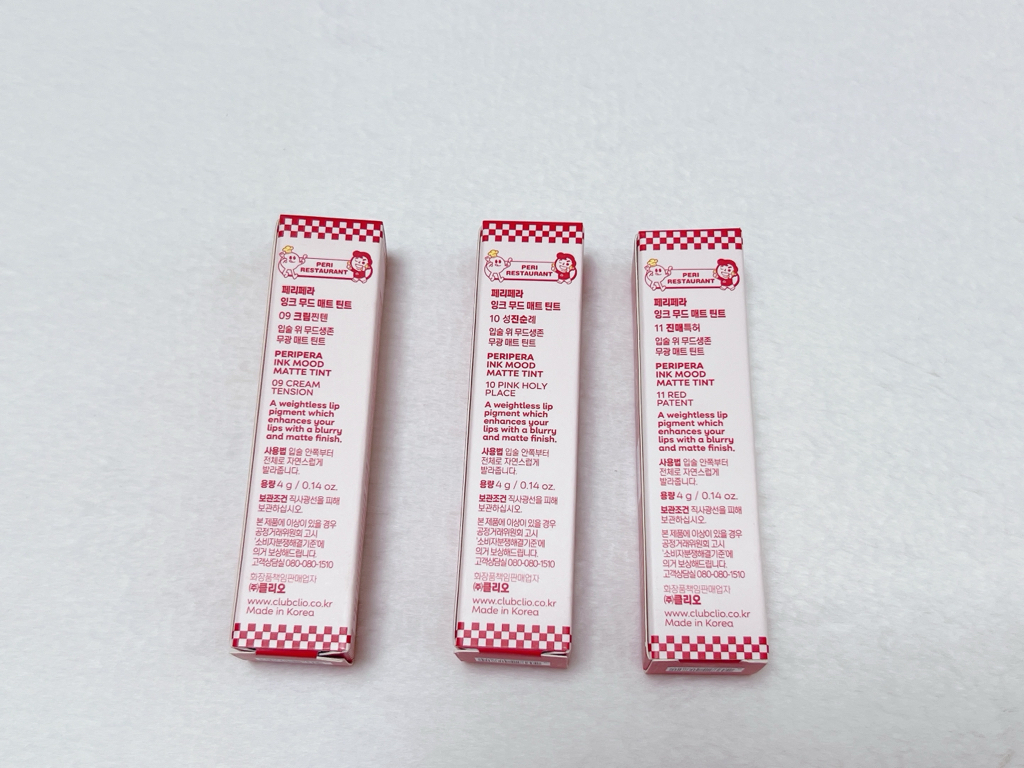 PERI
RESTAURANT
페리페라
잉크 무드 매트 틴트
09 크림찐텐
입술 위 무드생존
무광 매트 틴트
PERIPERA
INK MOOD
MATTE TINT
09 CREAM
TENSION
A weightless lip
pigment which
enhances your
lips with a blurry
and matte finish.
사용법 입술 안쪽부터
전체로 자연스럽게
발라줍니다.
용량 4 g / 0.14 oz.
보관조건 직사광선을 피해
보관하십시오.
본 제품에 이상이 있을 경우
공정거래위원회 고시
'소비자분쟁해결기준'에
의거 보상해드립니다.
고객상담실 080-080-1510
화장품책임판매업자
㈜클리오
www.clubclio.co.kr
Made in Korea
PERI
RESTAURANT
페리페라
잉크 무드 매트 틴트
10 성진순례
입술 위 무드생존
무광 매트 틴트
PERIPERA
INK MOOD
MATTE TINT
10 PINK HOLY
PLACE
A weightless lip
pigment which
enhances your
lips with a blurry
and matte finish.
사용법 입술 안쪽부터
전체로 자연스럽게
발라줍니다.
용량 4 g / 0.14 oz.
보관조건 직사광선을 피해
보관하십시오.
본 제품에 이상이 있을 경우
공정거래위원회 고시
'소비자분쟁해결기준'에
의거 보상해드립니다.
고객상담실 080-080-1510
화장품책임판매업자
㈜클리오
www.clubclio.co.kr
Made in Korea
PERI
RESTAURANT
페리페라
잉크 무드 매트 틴트
11 진매특허
입술 위 무드생존
무광 매트 틴트
PERIPERA
INK MOOD
MATTE TINT
11 RED
PATENT
A weightless lip
pigment which
enhances your
lips with a blurry
and matte finish.
사용법 입술 안쪽부터
전체로 자연스럽게
발라줍니다.
용량 4 g / 0.14 oz.
보관조건 직사광선을 피해
보관하십시오.
본 제품에 이상이 있을 경우
공정거래위원회 고시
'소비자분쟁해결기준'에
의거 보상해드립니다.
고객상담실 080-080-1510
화장품책임판매업자
㈜클리오
www.clubclio.co.kr
Made in Korea